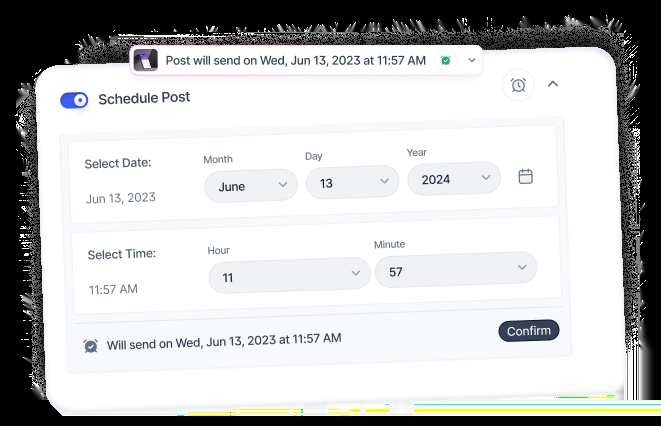 Post will send on Wed, Jun 13, 2023 at 11:57 AM
Schedule Post
Select Date:
Jun 13, 2023
Month
June
Day
13
Year
2024
Select Time:
11:57 AM
Hour
11
Minute
57
Will send on Wed, Jun 13, 2023 at 11:57 AM
Confirm